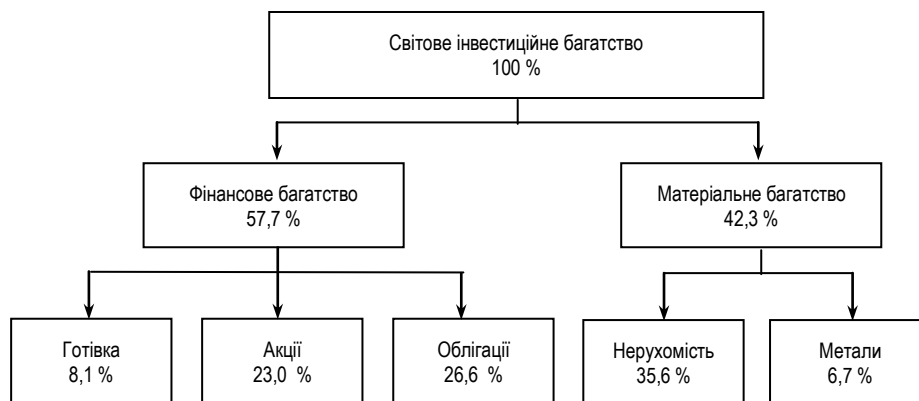 Світове інвестиційне багатство
100 %
Фінансове багатство
57,7 %
Матеріальне багатство
42,3 %
Готівка
8,1 %
Акції
23,0 %
Облігації
26,6 %
Нерухомість
35,6 %
Метали
6,7 %